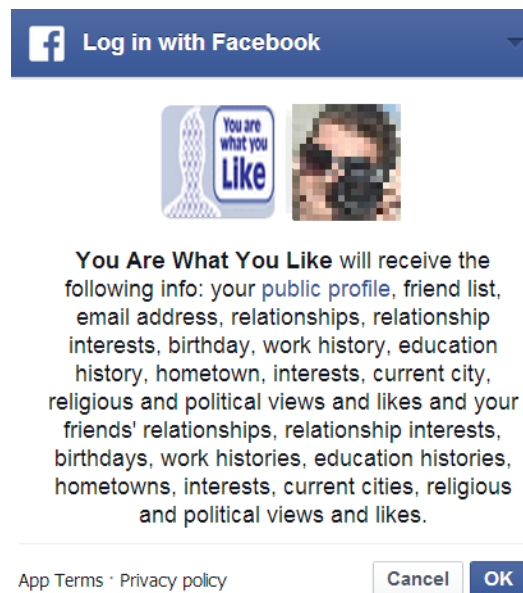 f Log in with Facebook
You are
what you
Like
You Are What You Like will receive the
following info: your public profile, friend list,
email address, relationships, relationship
interests, birthday, work history, education
history, hometown, interests, current city,
religious and political views and likes and your
friends' relationships, relationship interests,
birthdays, work histories, education histories,
hometowns, interests, current cities, religious
and political views and likes.
App Terms · Privacy policy
Cancel
OK